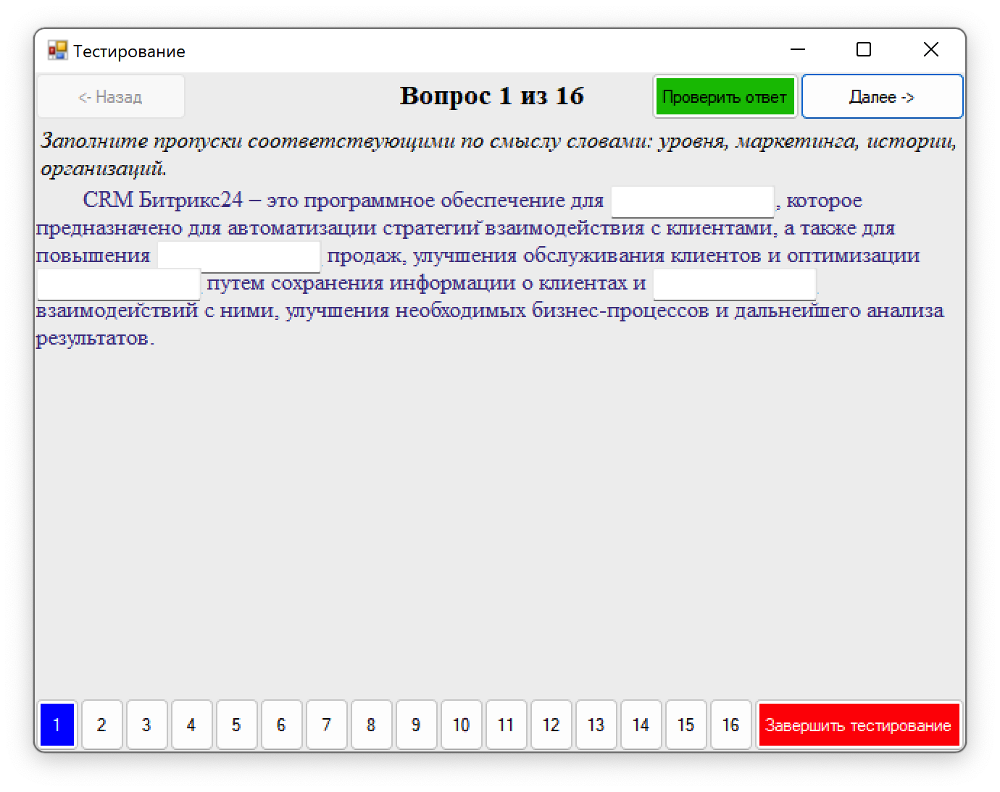 Тестирование
<- Назад
Вопрос 1 из 16
Проверить ответ
Далее ->
Заполните пропуски соответствующими по смыслу словами: уровня, маркетинга, истории,
организаций.
CRM Битрикс24 – это программное обеспечение для , которое
предназначено для автоматизации стратегий взаимодействия с клиентами, а также для
повышения продаж, улучшения обслуживания клиентов и оптимизации
путем сохранения информации о клиентах и
взаимодействий с ними, улучшения необходимых бизнес-процессов и дальнейшего анализа
результатов.
1 2 3 4 5 6 7 8 9 10 11 12 13 14 15 16 Завершить тестирование